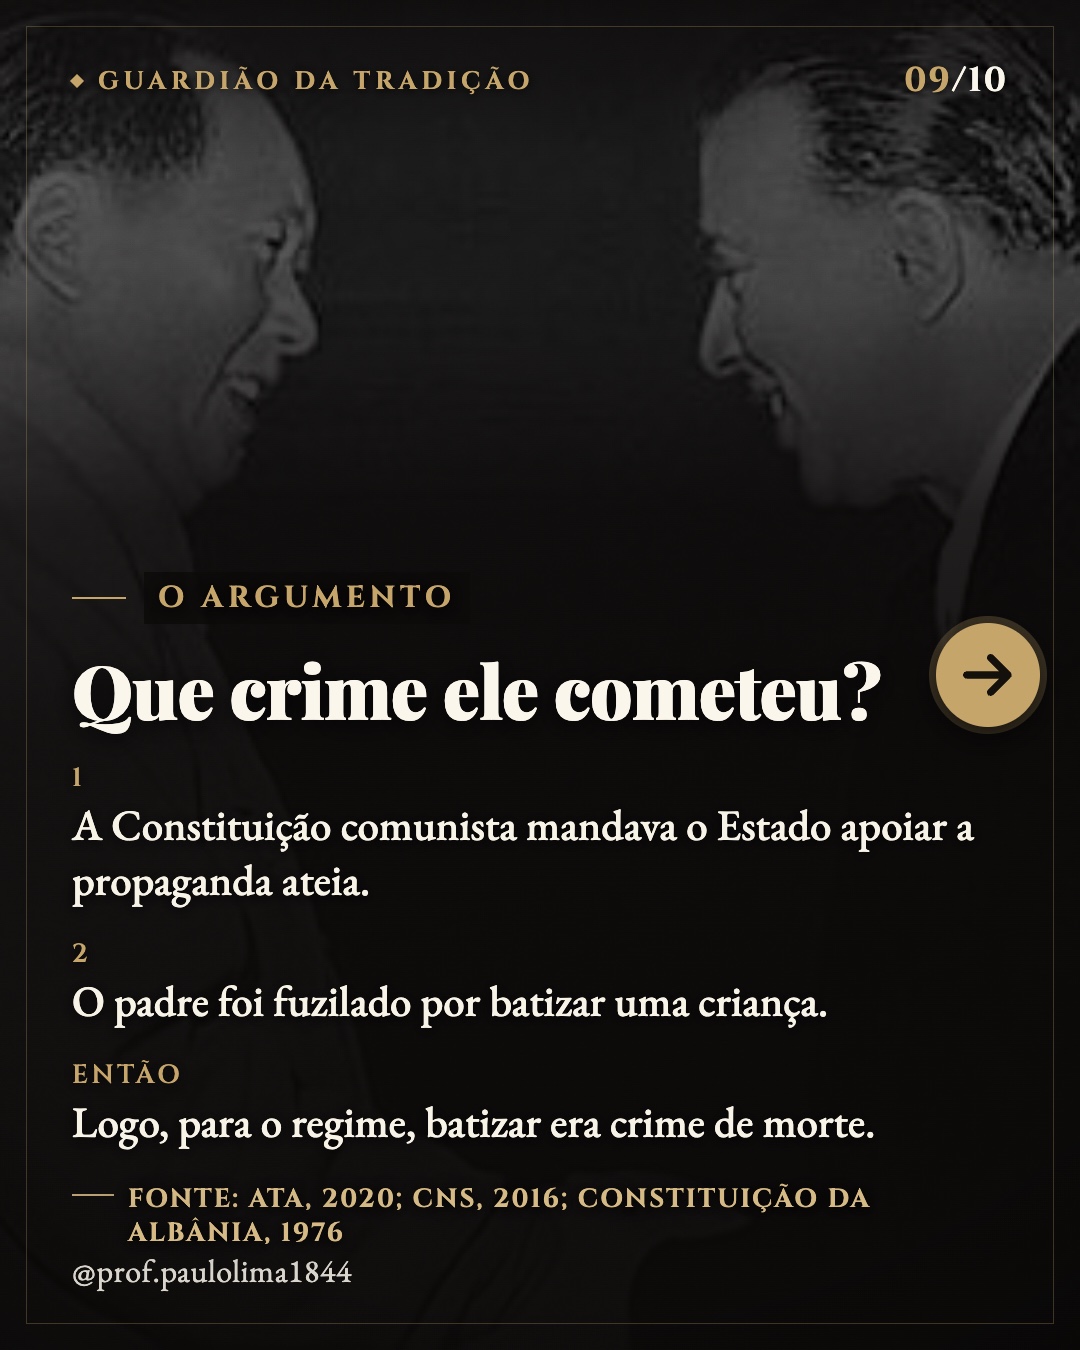 GUARDIÃO DA TRADIÇÃO
09/10
O ARGUMENTO
Que crime ele cometeu?
1
A Constituição comunista mandava o Estado apoiar a
propaganda ateia.
2
O padre foi fuzilado por batizar uma criança.
ENTÃO
Logo, para o regime, batizar era crime de morte.
FONTE: ATA, 2020; CNS, 2016; CONSTITUIÇÃO DA
ALBÂNIA, 1976
@prof.paulolima1844